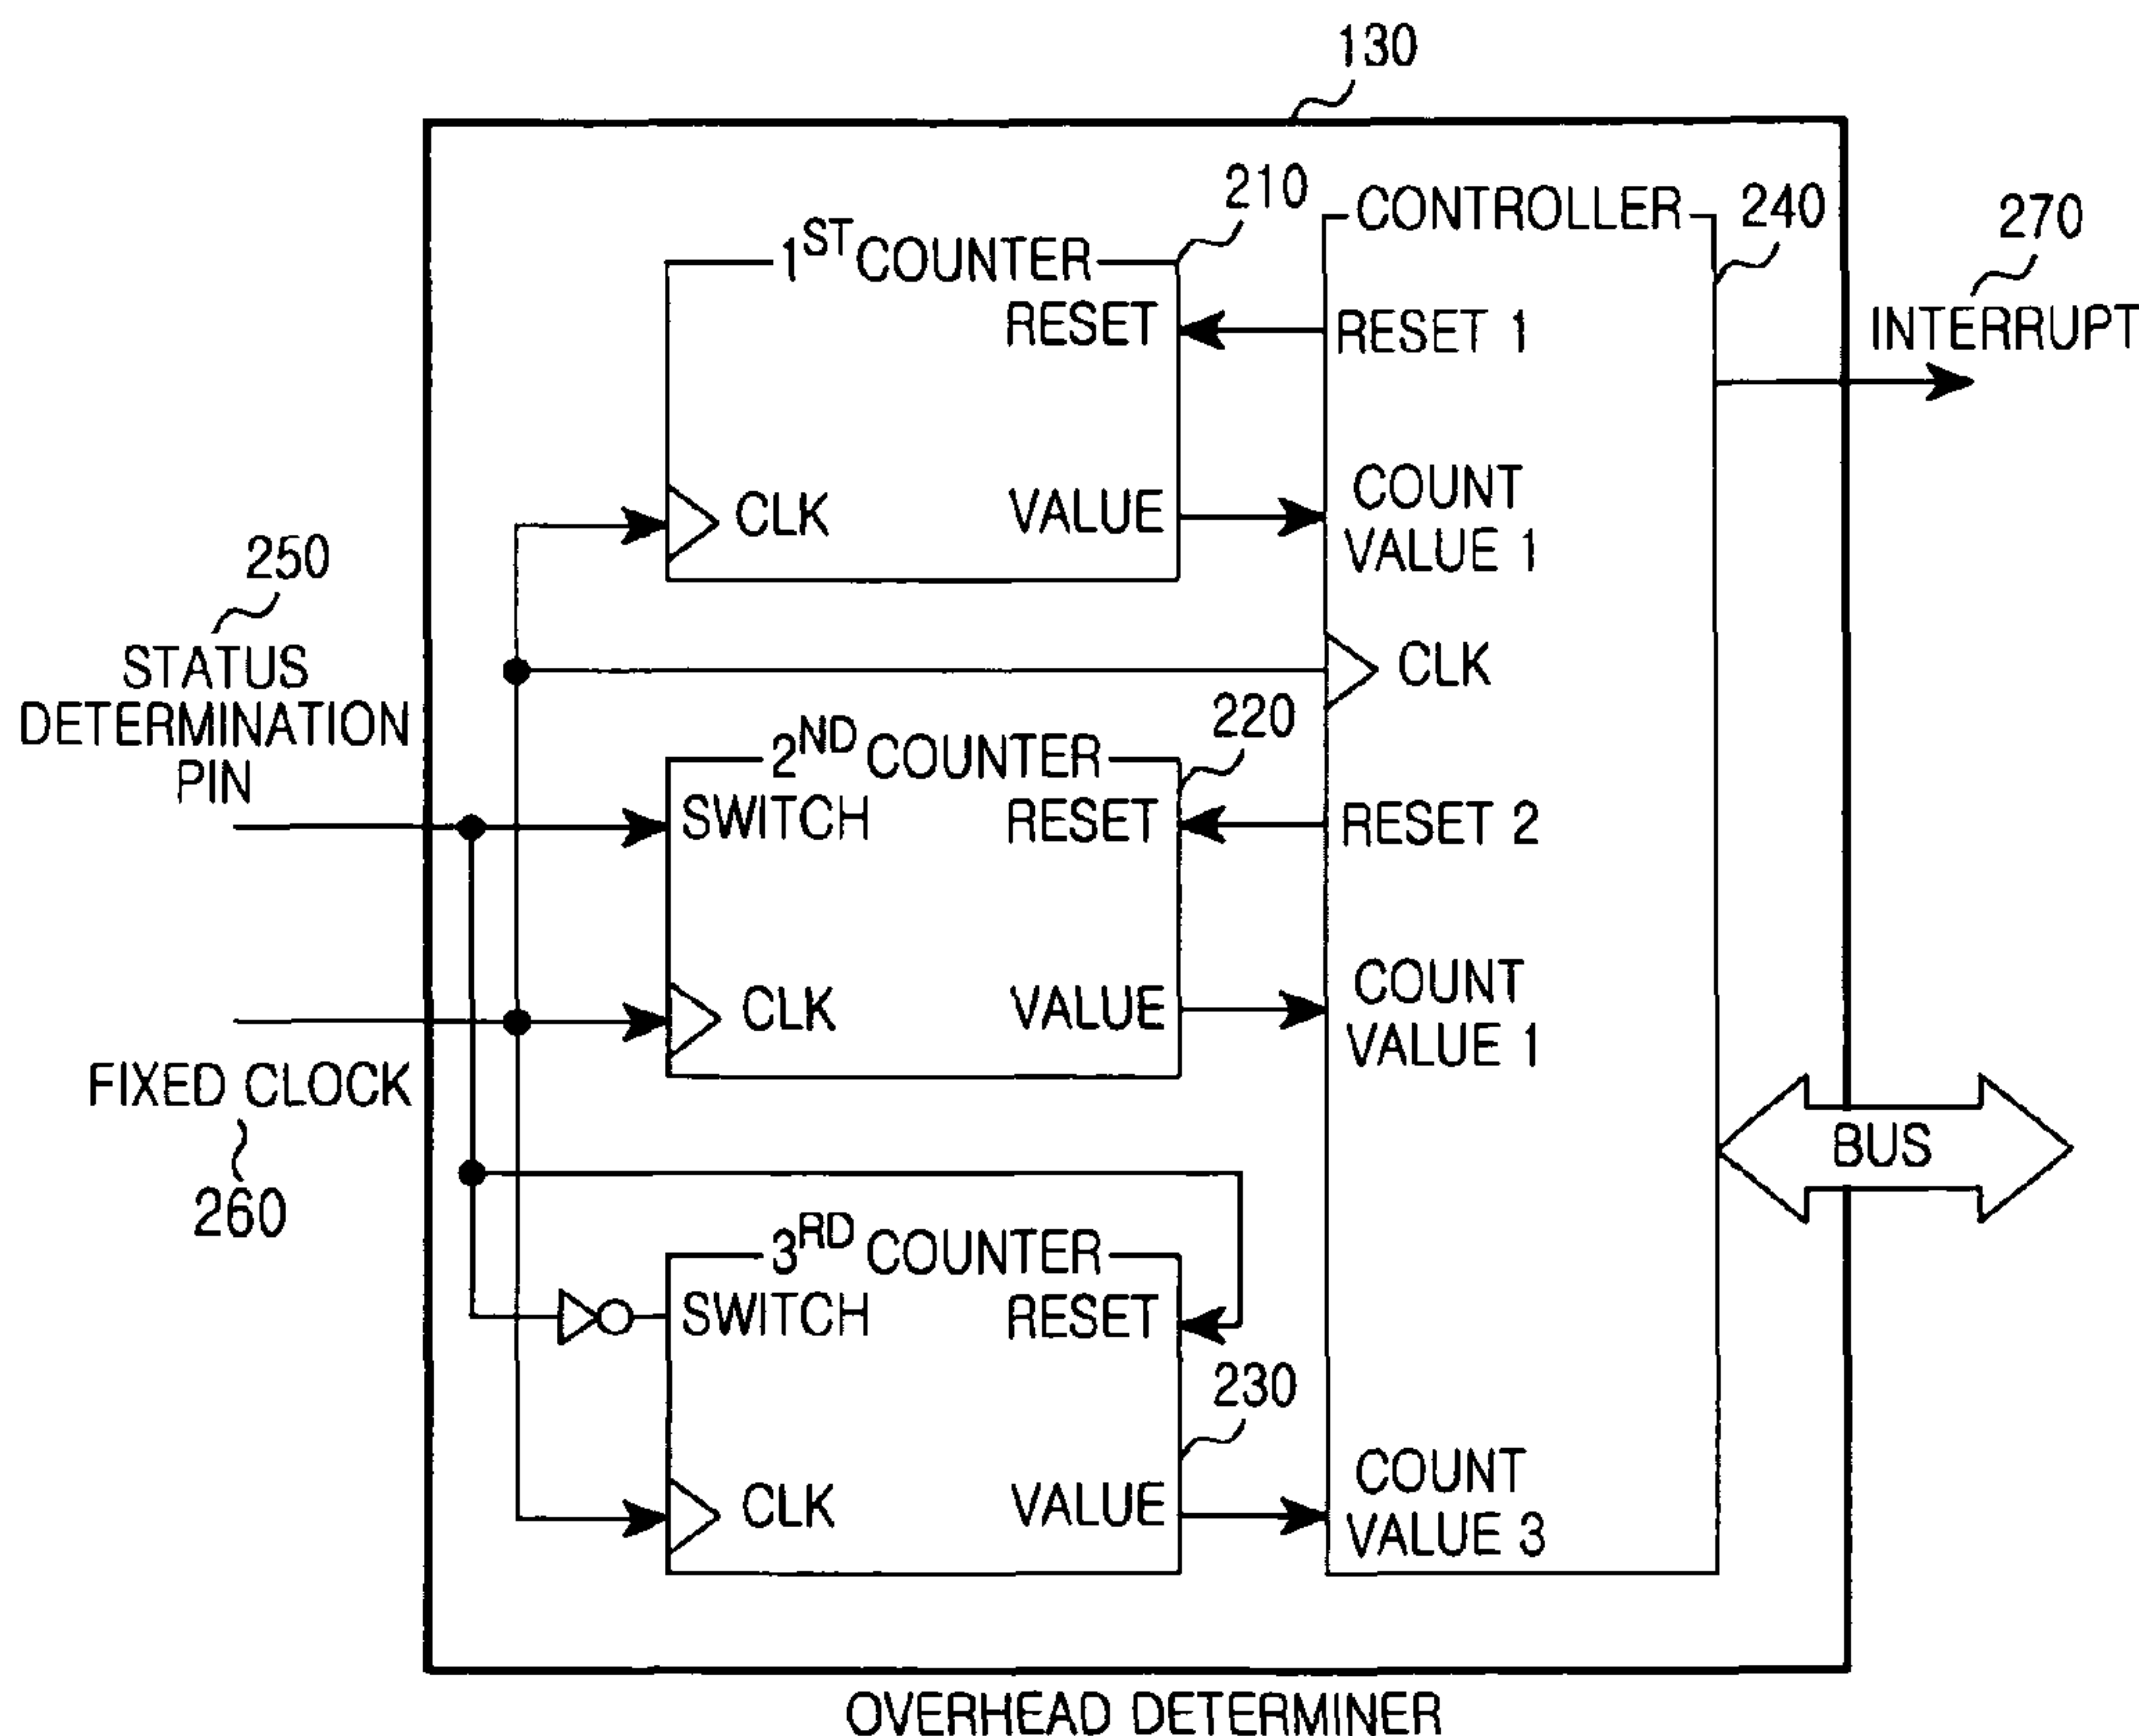 130
210
CONTROLLER
240
270
1ST COUNTER
RESET
RESET 1
INTERRUPT
CLK
VALUE
COUNT
VALUE 1
250
STATUS
DETERMINATION
PIN
CLK
220
2ND COUNTER
SWITCH
RESET
RESET 2
CLK
VALUE
COUNT
VALUE 1
FIXED CLOCK
260
BUS
3RD COUNTER
SWITCH
RESET
230
CLK
VALUE
COUNT
VALUE 3
OVERHEAD DETERMINER